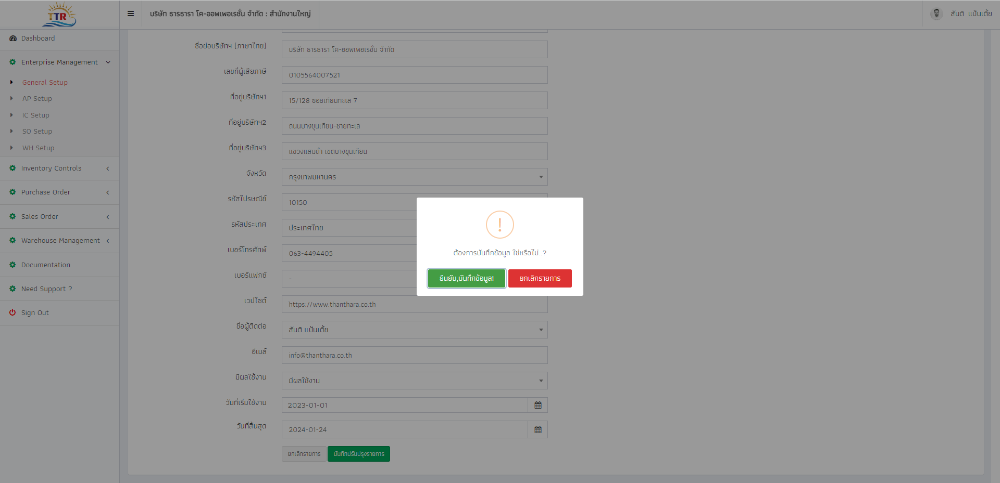 TTR
บริษัท ธารธารา โค-ออพเพอเรชั่น จำกัด : สำนักงานใหญ่
สันติ แป้นเตี้ย
Dashboard
Enterprise Management
General Setup
AP Setup
IC Setup
SO Setup
WH Setup
Inventory Controls
Purchase Order
Sales Order
Warehouse Management
Documentation
Need Support ?
Sign Out
ชื่อย่อบริษัทฯ (ภาษาไทย)
บริษัท ธารธารา โค-ออพเพอเรชั่น จำกัด
เลขที่ผู้เสียภาษี
0105564007521
ที่อยู่บริษัทฯ1
15/128 ซอยเทียนทะเล 7
ที่อยู่บริษัทฯ2
ถนนบางขุนเทียน-ชายทะเล
ที่อยู่บริษัทฯ3
แขวงแสมดำ เขตบางขุนเทียน
จังหวัด
กรุงเทพมหานคร
รหัสไปรษณีย์
10150
รหัสประเทศ
ประเทศไทย
เบอร์โทรศัทพ์
063-4494405
เบอร์แฟกซ์
-
เวปไซต์
https://www.thanthara.co.th
ชื่อผู้ติดต่อ
สันติ แป้นเตี้ย
อีเมล์
info@thanthara.co.th
มีผลใช้งาน
มีผลใช้งาน
วันที่เริ่มใช้งาน
2023-01-01
วันที่สิ้นสุด
2024-01-24
ยกเลิกรายการ
บันทึกปรับปรุงรายการ
!
ต้องการบันทึกข้อมูล ใช่หรือไม่..?
ยืนยัน,บันทึกข้อมูล!
ยกเลิกรายการ